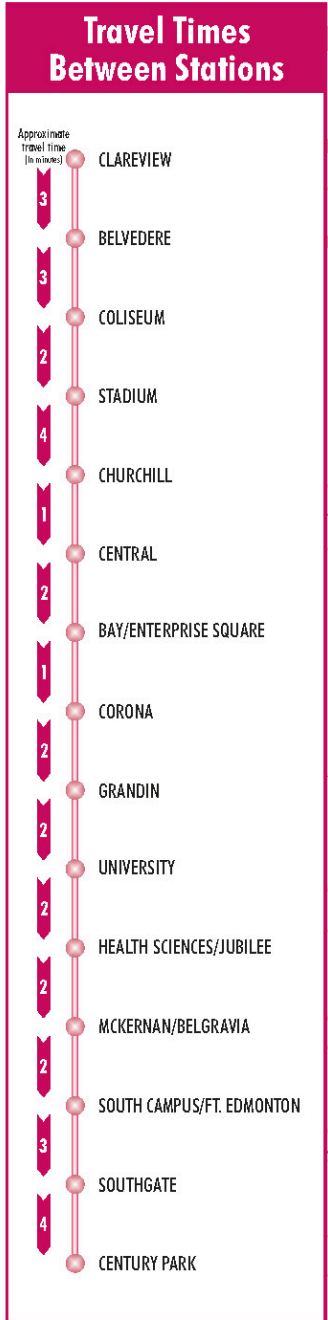 Travel Times
Between Stations
Approximate
travel time
(In minutes)
CLAREVIEW
3
BELVEDERE
3
COLISEUM
2
STADIUM
4
CHURCHILL
1
CENTRAL
2
BAY/ENTERPRISE SQUARE
1
CORONA
2
GRANDIN
2
UNIVERSITY
2
HEALTH SCIENCES/JUBILEE
2
MCKERNAN/BELGRAVIA
2
SOUTH CAMPUS/FT. EDMONTON
3
SOUTHGATE
4
CENTURY PARK